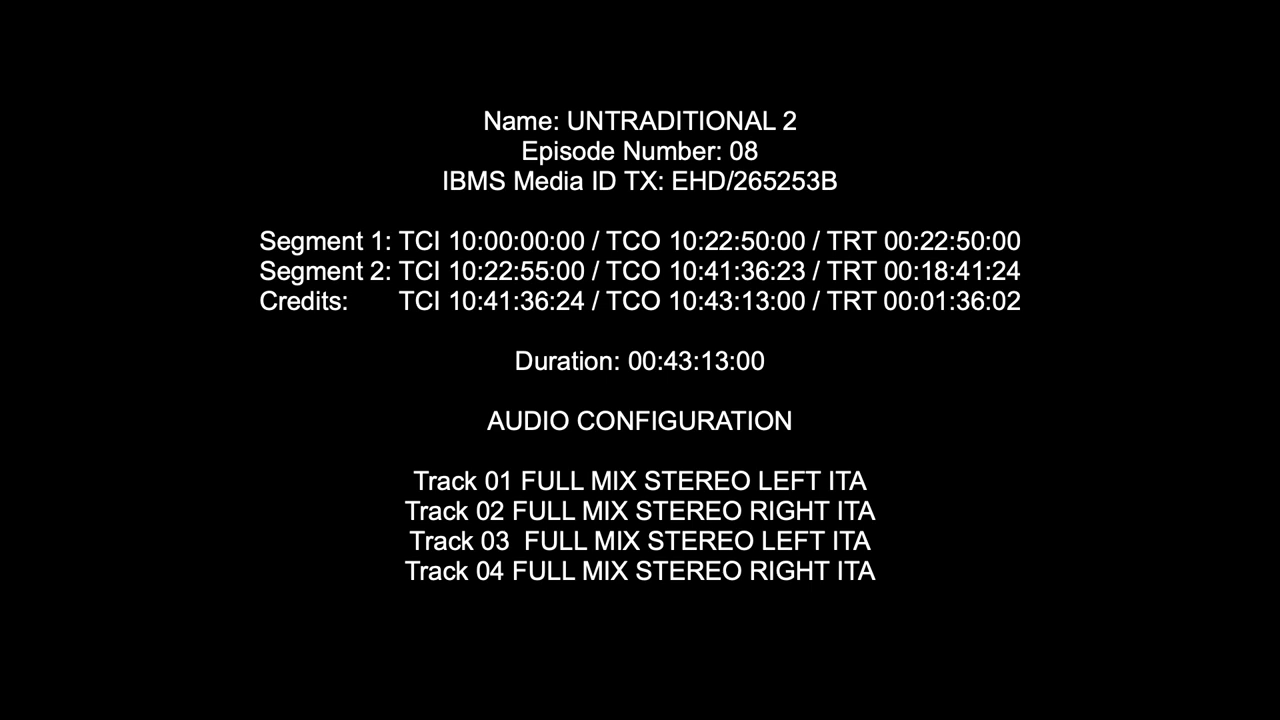 Name: UNTRADITIONAL 2
Episode Number: 08
IBMS Media ID TX: EHD/265253B
Segment 1: TCI 10:00:00:00 / TCO 10:22:50:00 / TRT 00:22:50:00
Segment 2: TCI 10:22:55:00 / TCO 10:41:36:23 / TRT 00:18:41:24
Credits: TCI 10:41:36:24 / TCO 10:43:13:00 / TRT 00:01:36:02
Duration: 00:43:13:00
AUDIO CONFIGURATION
Track 01 FULL MIX STEREO LEFT ITA
Track 02 FULL MIX STEREO RIGHT ITA
Track 03  FULL MIX STEREO LEFT ITA
Track 04 FULL MIX STEREO RIGHT ITA